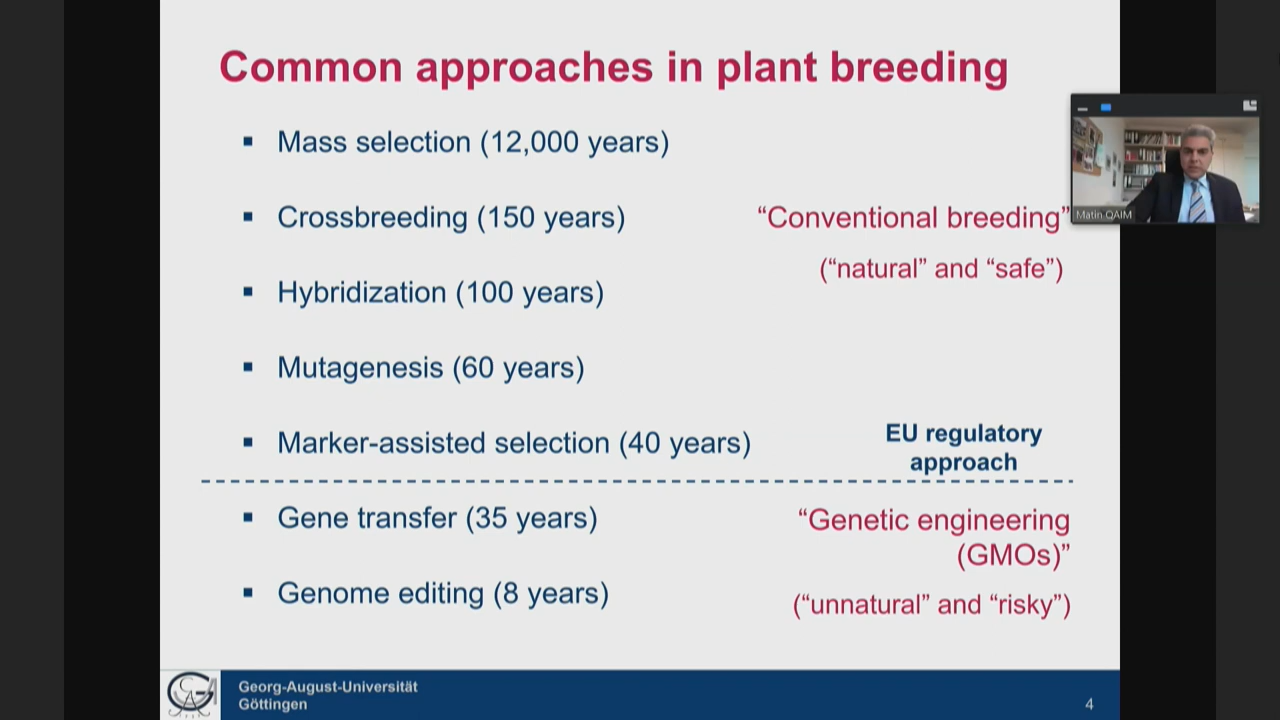 Common approaches in plant breeding
▪ Mass selection (12,000 years)
▪ Crossbreeding (150 years)
“Conventional breeding”
(“natural” and “safe”)
▪ Hybridization (100 years)
▪ Mutagenesis (60 years)
▪ Marker-assisted selection (40 years)
EU regulatory
approach
▪ Gene transfer (35 years)
“Genetic engineering
(GMOs)”
▪ Genome editing (8 years)
(“unnatural” and “risky”)
Matin QAIM
Georg-August-Universität
Göttingen
4